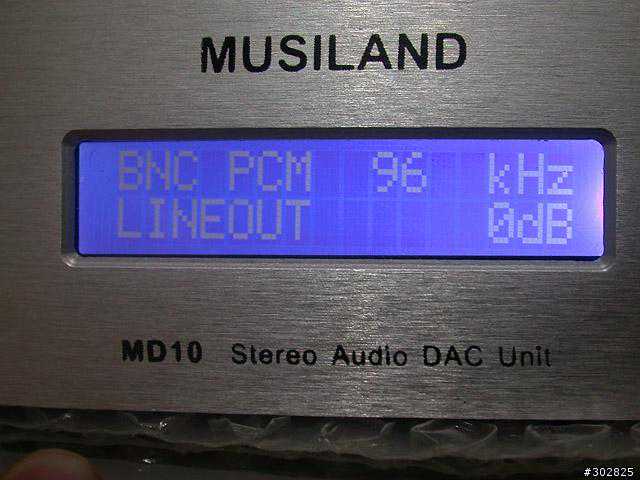 MUSILAND
BNC PCM 96 kHz
LINEOUT 0dB
MD10 Stereo Audio DAC Unit
#302825